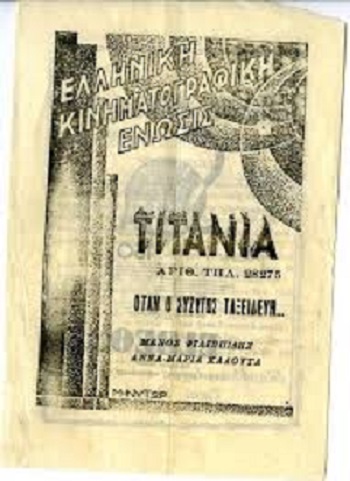 ΕΛΛΗΝΙΚΗ
ΚΙΝΗΜΑΤΟΓΡΑΦΙΚΗ
ΕΝΩΣΙΣ
TITANIA
ΑΡΙΘ. ΤΗΛ. 28275
ΟΤΑΝ Ο ΣΥΖΥΓΟΣ ΤΑΞΕΙΔΕΥΗ...
ΜΑΝΟΣ ΦΙΛΙΠΠΙΔΗΣ
ΑΝΝΑ-ΜΑΡΙΑ ΚΑΛΟΥΤΑ